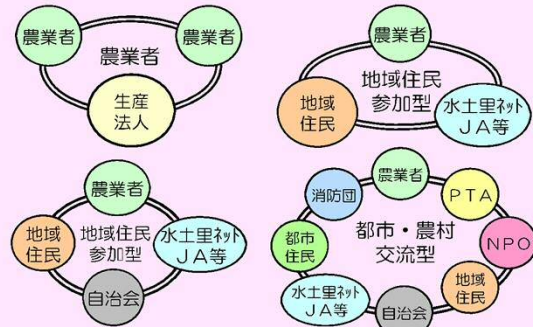 農業者
農業者
農業者
生産
法人
農業者
地域住民
参加型
地域
住民
水土里ネット
ＪＡ等
農業者
地域
住民
地域住民
参加型
水土里ネット
ＪＡ等
自治会
農業者
消防団
ＰＴＡ
都市
住民
都市・農村
交流型
ＮＰＯ
水土里ネット
ＪＡ等
地域
住民
自治会